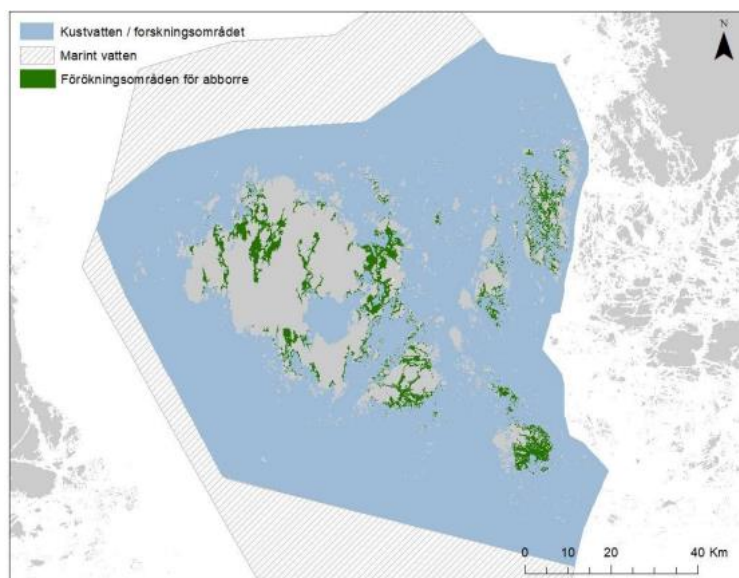 Kustvatten / forskningsområdet
Marint vatten
Förökningsområden för abborre
N
0 10 20 40 Km